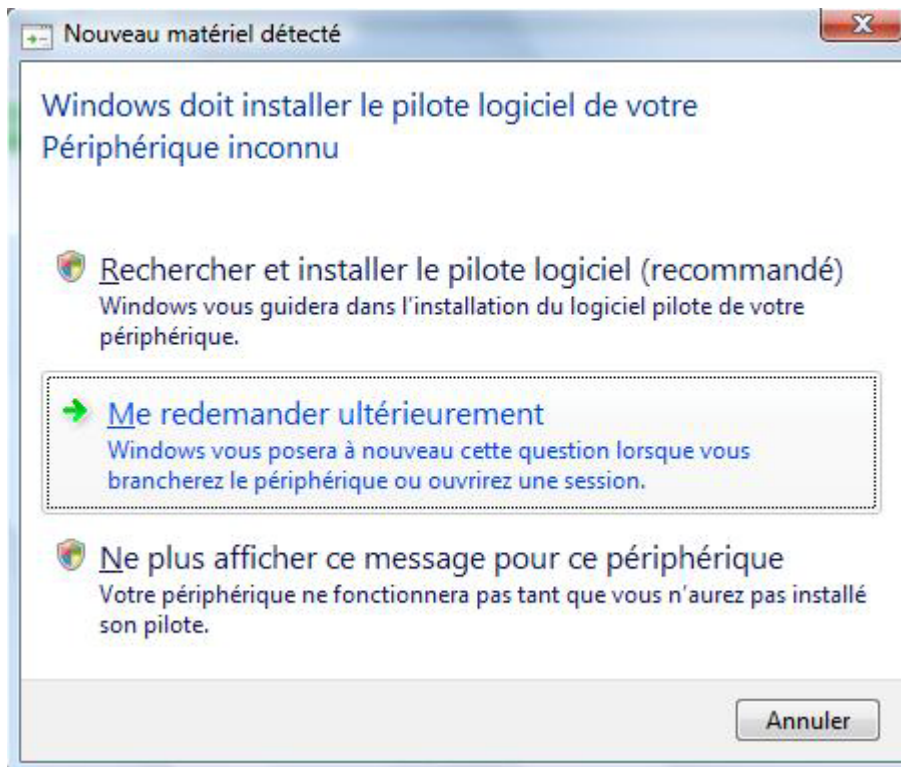 Nouveau matériel détecté
Windows doit installer le pilote logiciel de votre
Périphérique inconnu
Rechercher et installer le pilote logiciel (recommandé)
Windows vous guidera dans l'installation du logiciel pilote de votre
périphérique.
Me redemander ultérieurement
Windows vous posera à nouveau cette question lorsque vous
brancherez le périphérique ou ouvrirez une session.
Ne plus afficher ce message pour ce périphérique
Votre périphérique ne fonctionnera pas tant que vous n'aurez pas installé
son pilote.
Annuler